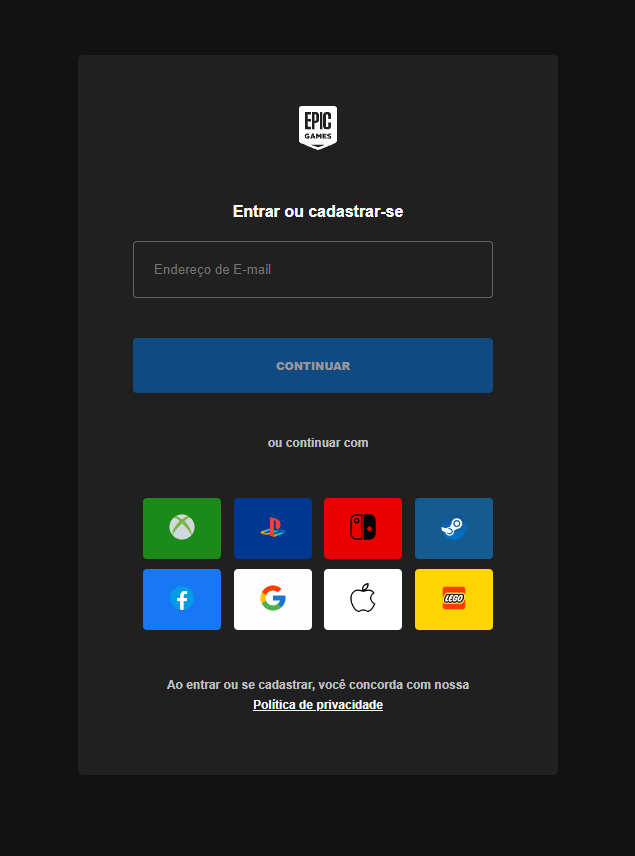 EPIC
GAMES
Entrar ou cadastrar-se
Endereço de E-mail
CONTINUAR
ou continuar com
LEGO
Ao entrar ou se cadastrar, você concorda com nossa
Política de privacidade